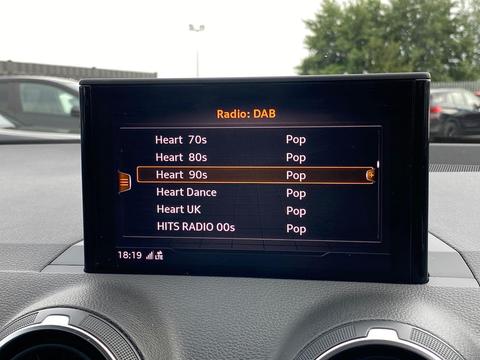 Radio: DAB
Heart 70s Pop
Heart 80s Pop
Heart 90s Pop
Heart Dance Pop
Heart UK Pop
HITS RADIO 00s Pop
18:19 LTE